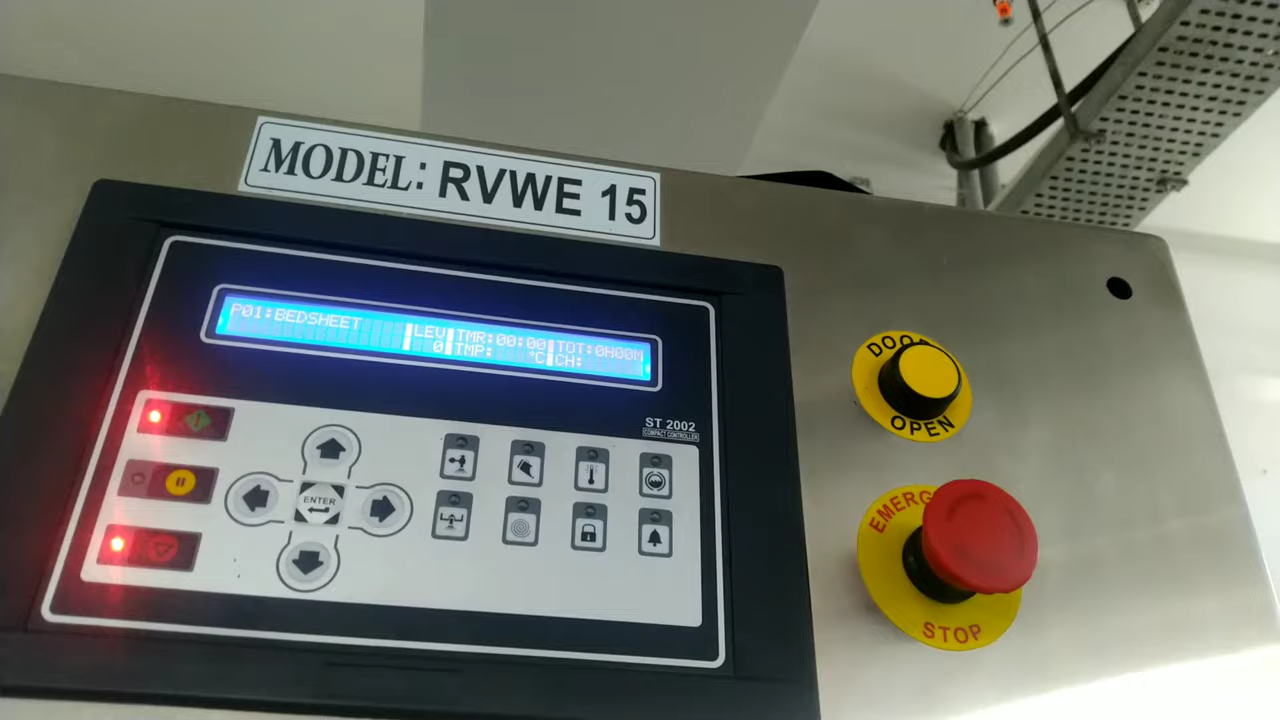 MODEL: RVWE 15
P01:BEDSHEET LEV TMR:00:00 TOT:0H00M
0 TMP: °C CH:
ST 2002
COMPACT CONTROLLER
ENTER
DOOR
OPEN
STOP